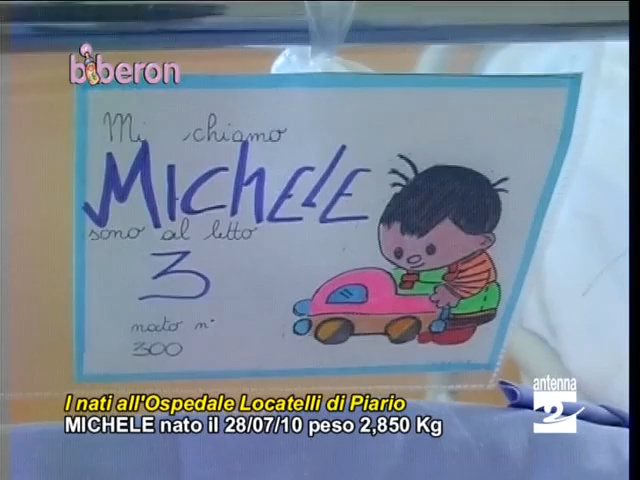 biberon
Mi chiamo
MICHELE
sono al letto
3
nato n°
300
antenna
2
I nati all'Ospedale Locatelli di Piario
MICHELE nato il 28/07/10 peso 2,850 Kg